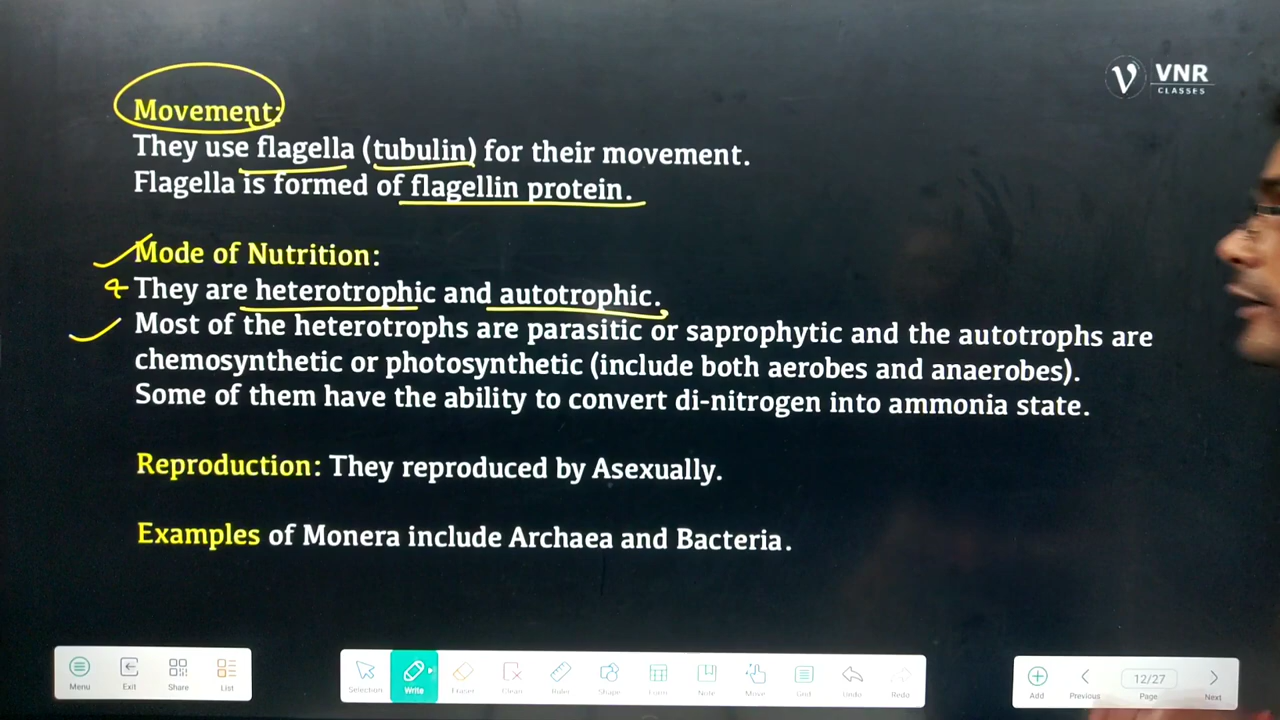 VNR
CLASSES
Movement:
They use flagella (tubulin) for their movement.
Flagella is formed of flagellin protein.
Mode of Nutrition:
They are heterotrophic and autotrophic.
Most of the heterotrophs are parasitic or saprophytic and the autotrophs are
chemosynthetic or photosynthetic (include both aerobes and anaerobes).
Some of them have the ability to convert di-nitrogen into ammonia state.
Reproduction: They reproduced by Asexually.
Examples of Monera include Archaea and Bacteria.
Menu Exit Share List Selection Write Eraser Clean Ruler Shape Form Note Move Grid Undo Redo Add Previous 12/27 Page Next